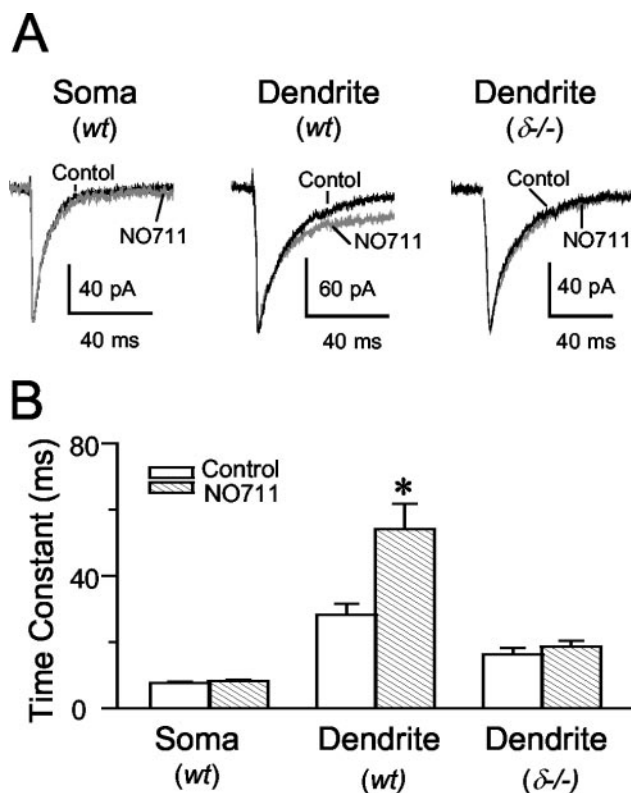 A
Soma Dendrite Dendrite
(wt) (wt) (δ-/-)
Contol Contol Contol
NO711 NO711 NO711
40 pA 60 pA 40 pA
40 ms 40 ms 40 ms
B
Time Constant (ms)
80
40
0
Control
NO711
*
Soma Dendrite Dendrite
(wt) (wt) (δ-/-)